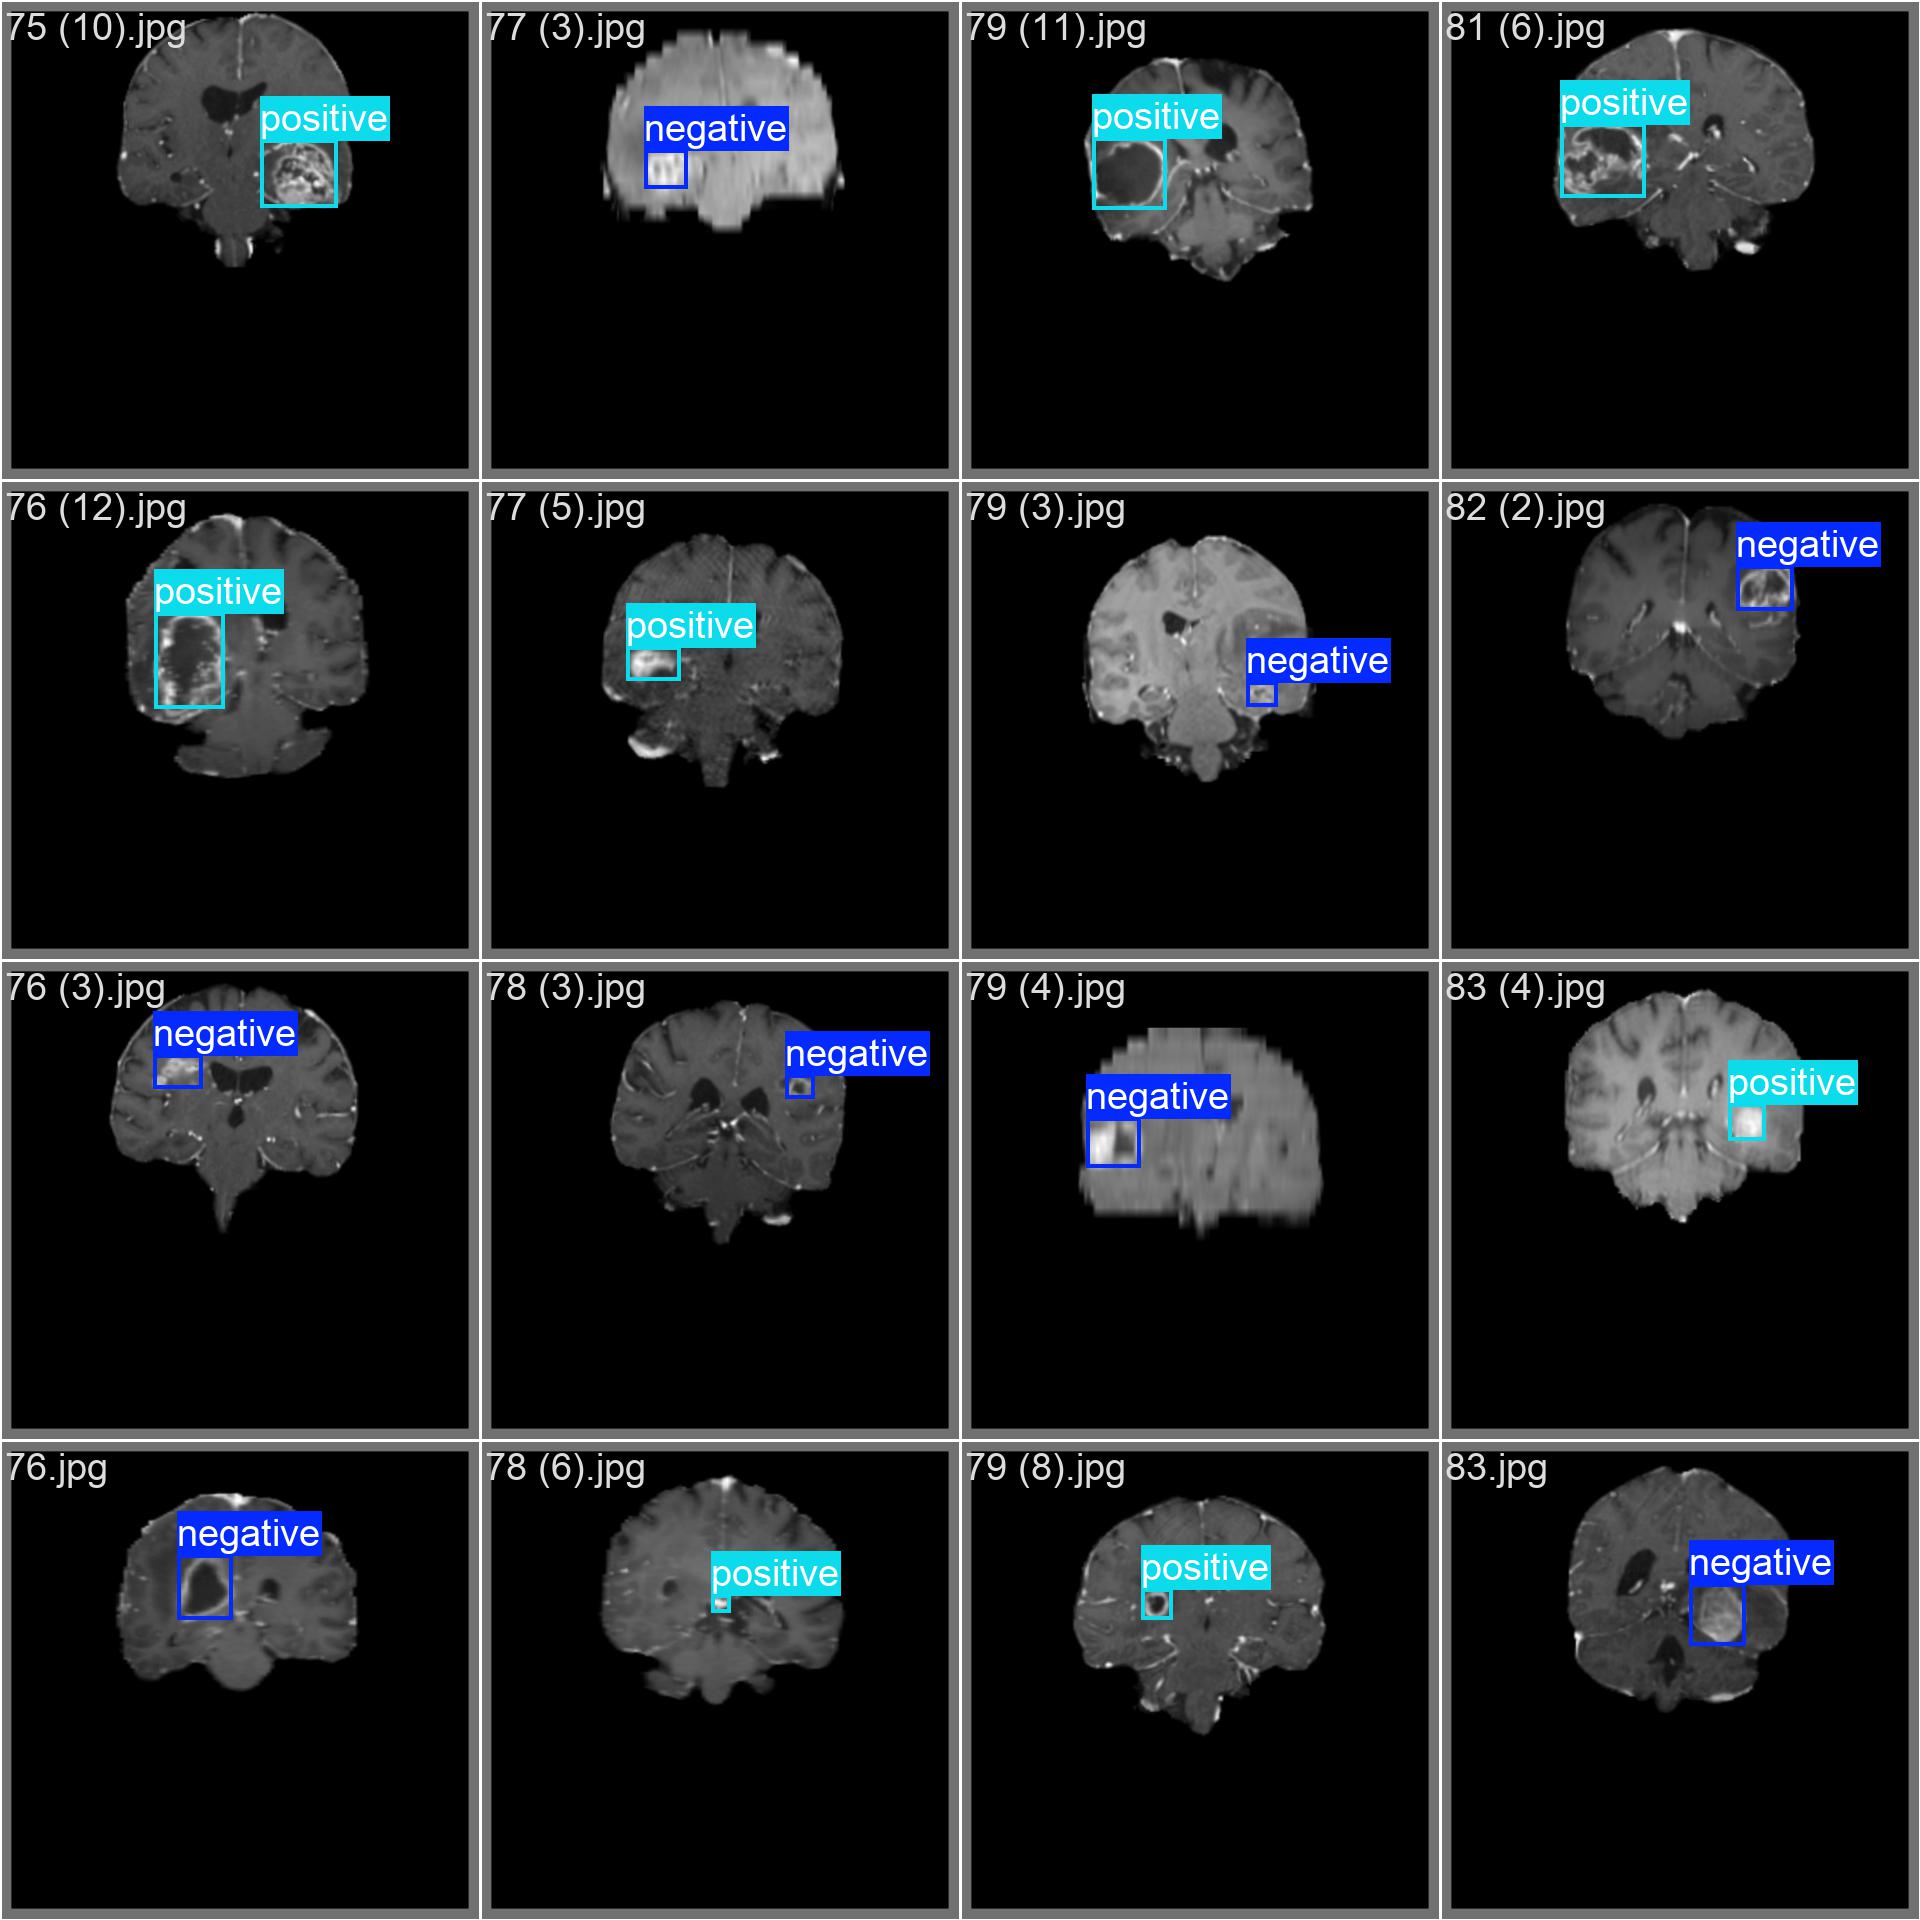 75 (10).jpg
positive
77 (3).jpg
negative
79 (11).jpg
positive
81 (6).jpg
positive
76 (12).jpg
positive
77 (5).jpg
positive
79 (3).jpg
negative
82 (2).jpg
negative
76 (3).jpg
negative
78 (3).jpg
negative
79 (4).jpg
negative
83 (4).jpg
positive
76.jpg
negative
78 (6).jpg
positive
79 (8).jpg
positive
83.jpg
negative